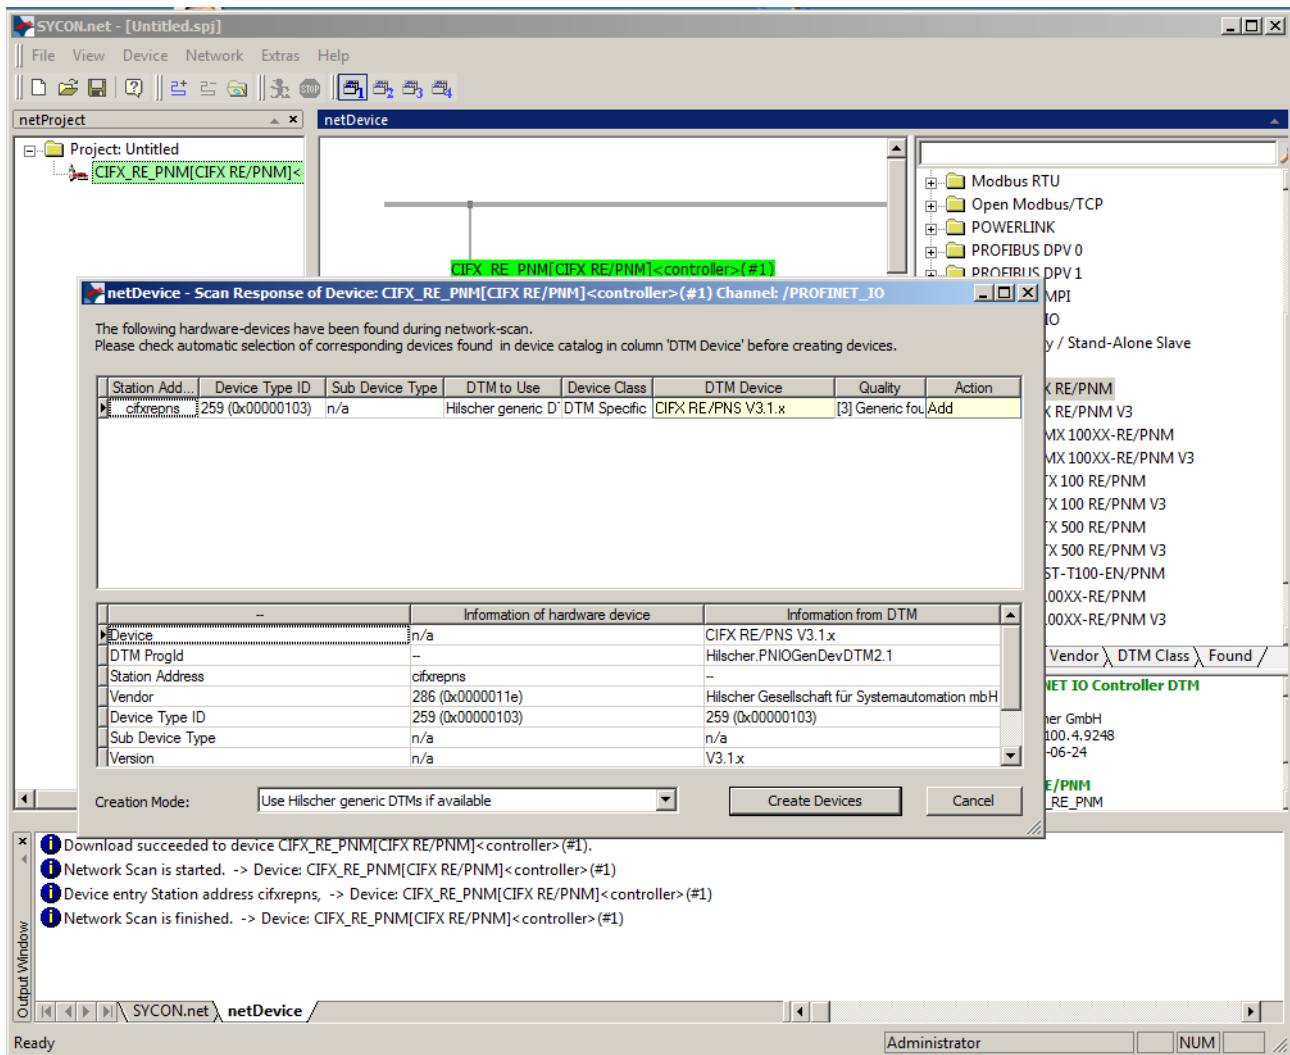 SYCON.net - [Untitled.spj]
File View Device Network Extras Help
netProject
netDevice
Project: Untitled
CIFX_RE_PNM[CIFX RE/PNM]<
CIFX_RE_PNM[CIFX RE/PNM]<controller>(#1)
Modbus RTU
Open Modbus/TCP
POWERLINK
PROFIBUS DPV 0
PROFIBUS DPV 1
MPI
IO
y / Stand-Alone Slave
X RE/PNM
X RE/PNM V3
MX 100XX-RE/PNM
MX 100XX-RE/PNM V3
TX 100 RE/PNM
TX 100 RE/PNM V3
TX 500 RE/PNM
TX 500 RE/PNM V3
ST-T100-EN/PNM
00XX-RE/PNM
00XX-RE/PNM V3
Vendor DTM Class Found
NET IO Controller DTM
her GmbH
100.4.9248
-06-24
E/PNM
_RE_PNM
netDevice - Scan Response of Device: CIFX_RE_PNM[CIFX RE/PNM]<controller>(#1) Channel: /PROFINET_IO
The following hardware-devices have been found during network-scan.
Please check automatic selection of corresponding devices found in device catalog in column 'DTM Device' before creating devices.
Station Add... Device Type ID Sub Device Type DTM to Use Device Class DTM Device Quality Action
cifxrepns 259 (0x00000103) n/a Hilscher generic D DTM Specific CIFX RE/PNS V3.1.x [3] Generic fou Add
-- Information of hardware device Information from DTM
Device n/a CIFX RE/PNS V3.1.x
DTM ProgId -- Hilscher.PNIOGenDevDTM2.1
Station Address cifxrepns --
Vendor 286 (0x0000011e) Hilscher Gesellschaft für Systemautomation mbH
Device Type ID 259 (0x00000103) 259 (0x00000103)
Sub Device Type n/a n/a
Version n/a V3.1.x
Creation Mode: Use Hilscher generic DTMs if available Create Devices Cancel
Download succeeded to device CIFX_RE_PNM[CIFX RE/PNM]<controller>(#1).
Network Scan is started. -> Device: CIFX_RE_PNM[CIFX RE/PNM]<controller>(#1)
Device entry Station address cifxrepns, -> Device: CIFX_RE_PNM[CIFX RE/PNM]<controller>(#1)
Network Scan is finished. -> Device: CIFX_RE_PNM[CIFX RE/PNM]<controller>(#1)
Output Window
SYCON.net netDevice
Ready Administrator NUM